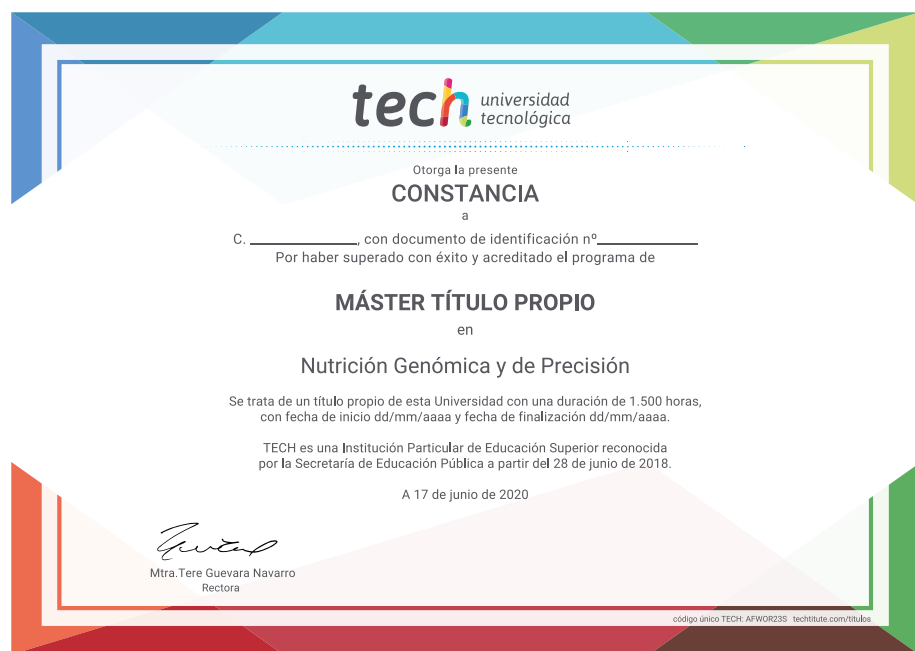 tech universidad
tecnológica
Otorga la presente
CONSTANCIA
a
C. ____________, con documento de identificación nº____________
Por haber superado con éxito y acreditado el programa de
MÁSTER TÍTULO PROPIO
en
Nutrición Genómica y de Precisión
Se trata de un título propio de esta Universidad con una duración de 1.500 horas,
con fecha de inicio dd/mm/aaaa y fecha de finalización dd/mm/aaaa.
TECH es una Institución Particular de Educación Superior reconocida
por la Secretaría de Educación Pública a partir del 28 de junio de 2018.
A 17 de junio de 2020
Mtra.Tere Guevara Navarro
Rectora
código único TECH: AFWOR23S techtitute.com/titulos